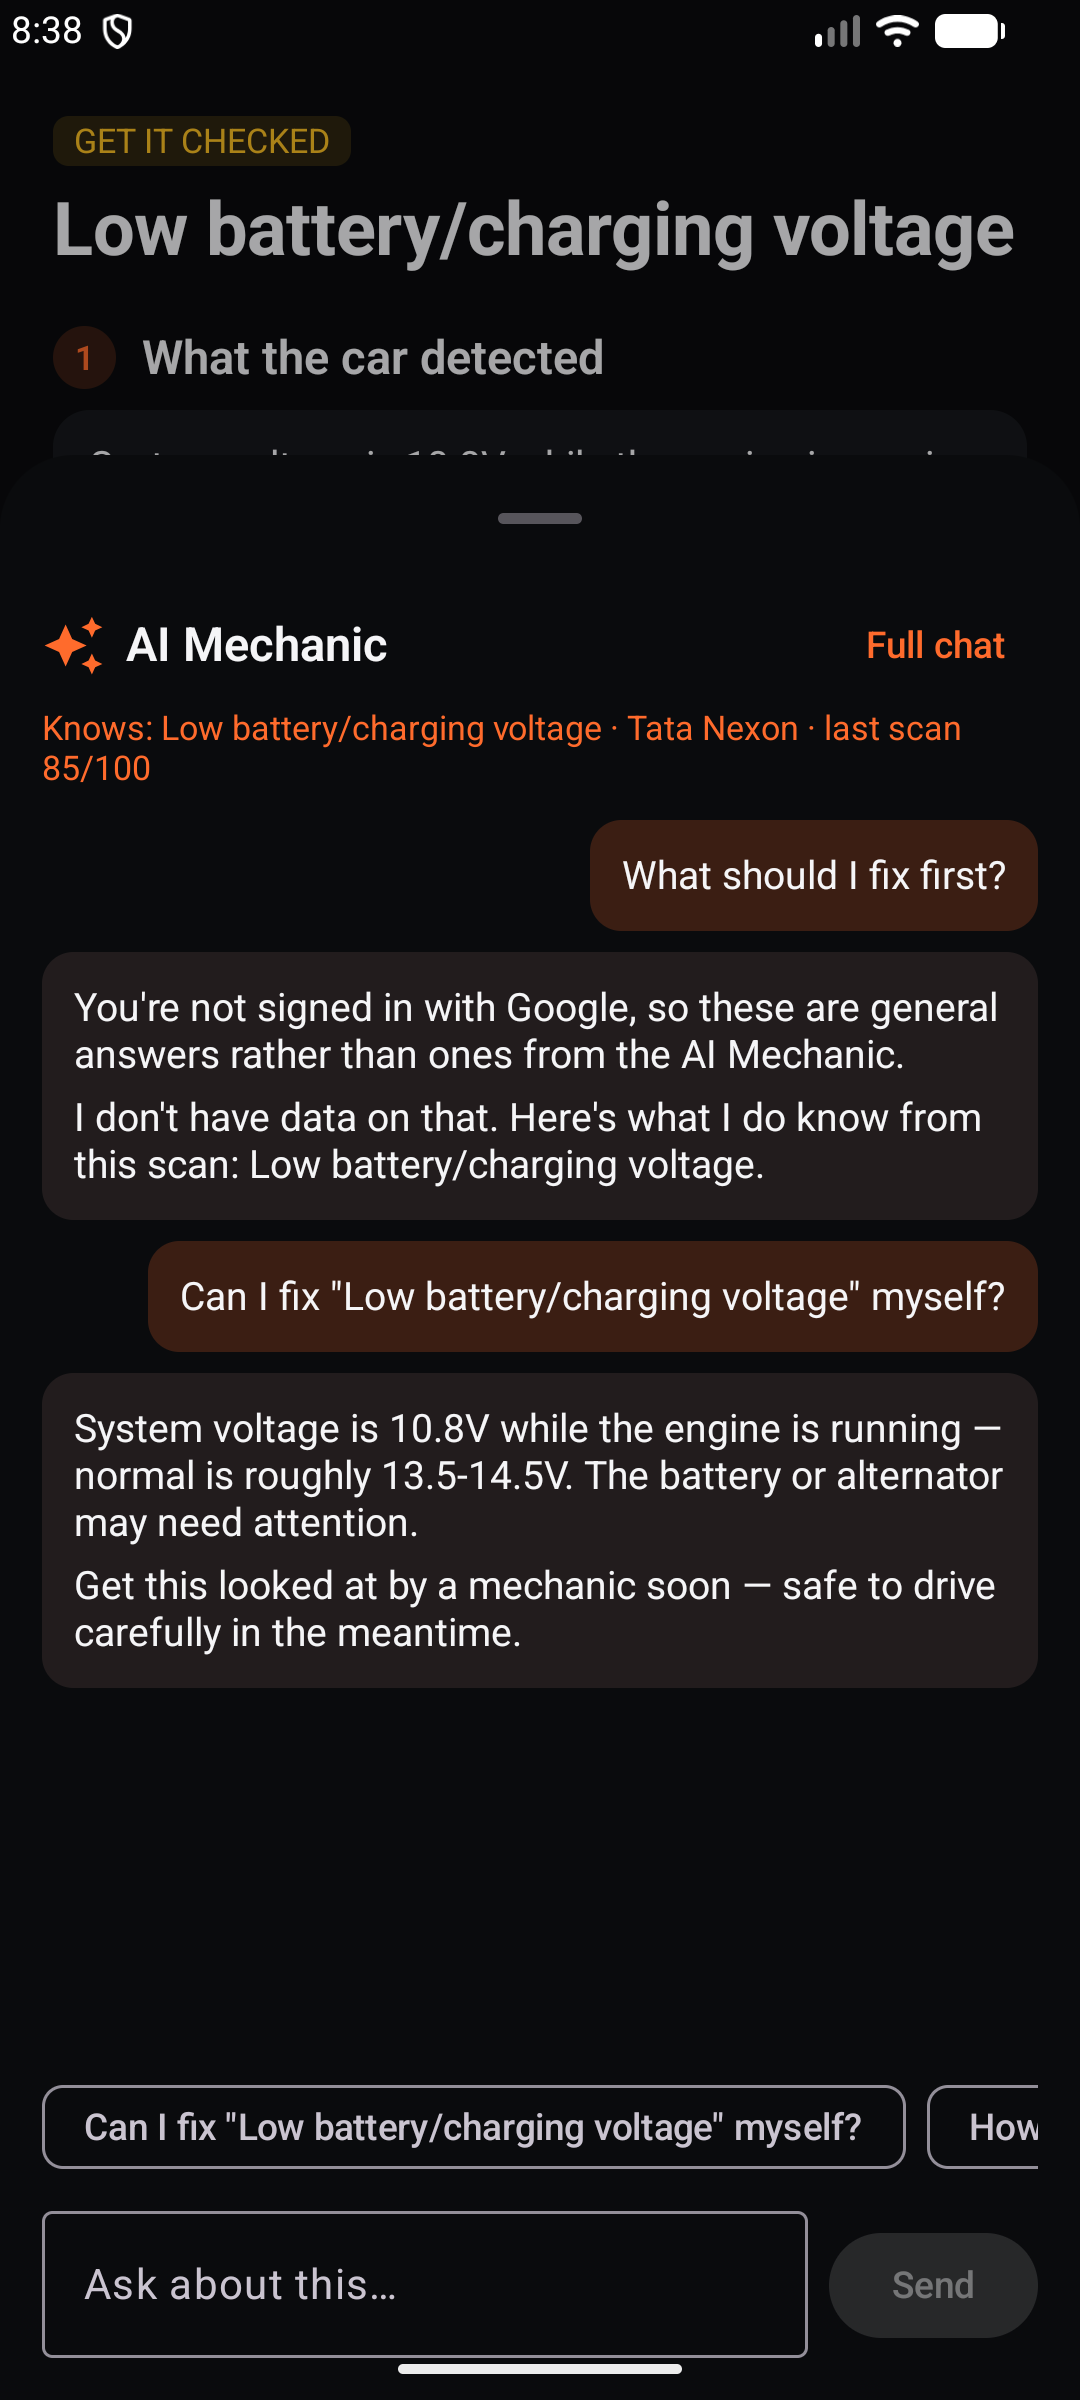 8:38
GET IT CHECKED
Low battery/charging voltage
1 What the car detected
AI Mechanic
Full chat
Knows: Low battery/charging voltage · Tata Nexon · last scan
85/100
What should I fix first?
You're not signed in with Google, so these are general
answers rather than ones from the AI Mechanic.
I don't have data on that. Here's what I do know from
this scan: Low battery/charging voltage.
Can I fix "Low battery/charging voltage" myself?
System voltage is 10.8V while the engine is running —
normal is roughly 13.5-14.5V. The battery or alternator
may need attention.
Get this looked at by a mechanic soon — safe to drive
carefully in the meantime.
Can I fix "Low battery/charging voltage" myself?
How
Ask about this...
Send